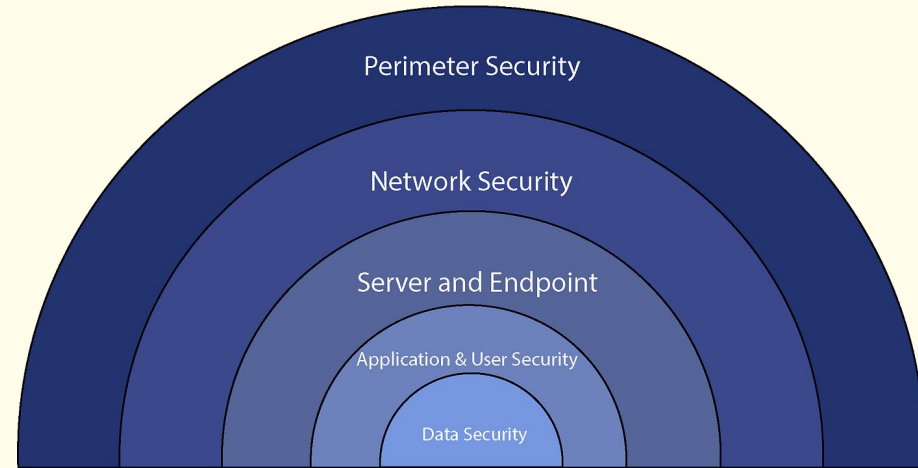 Perimeter Security
Network Security
Server and Endpoint
Application & User Security
Data Security